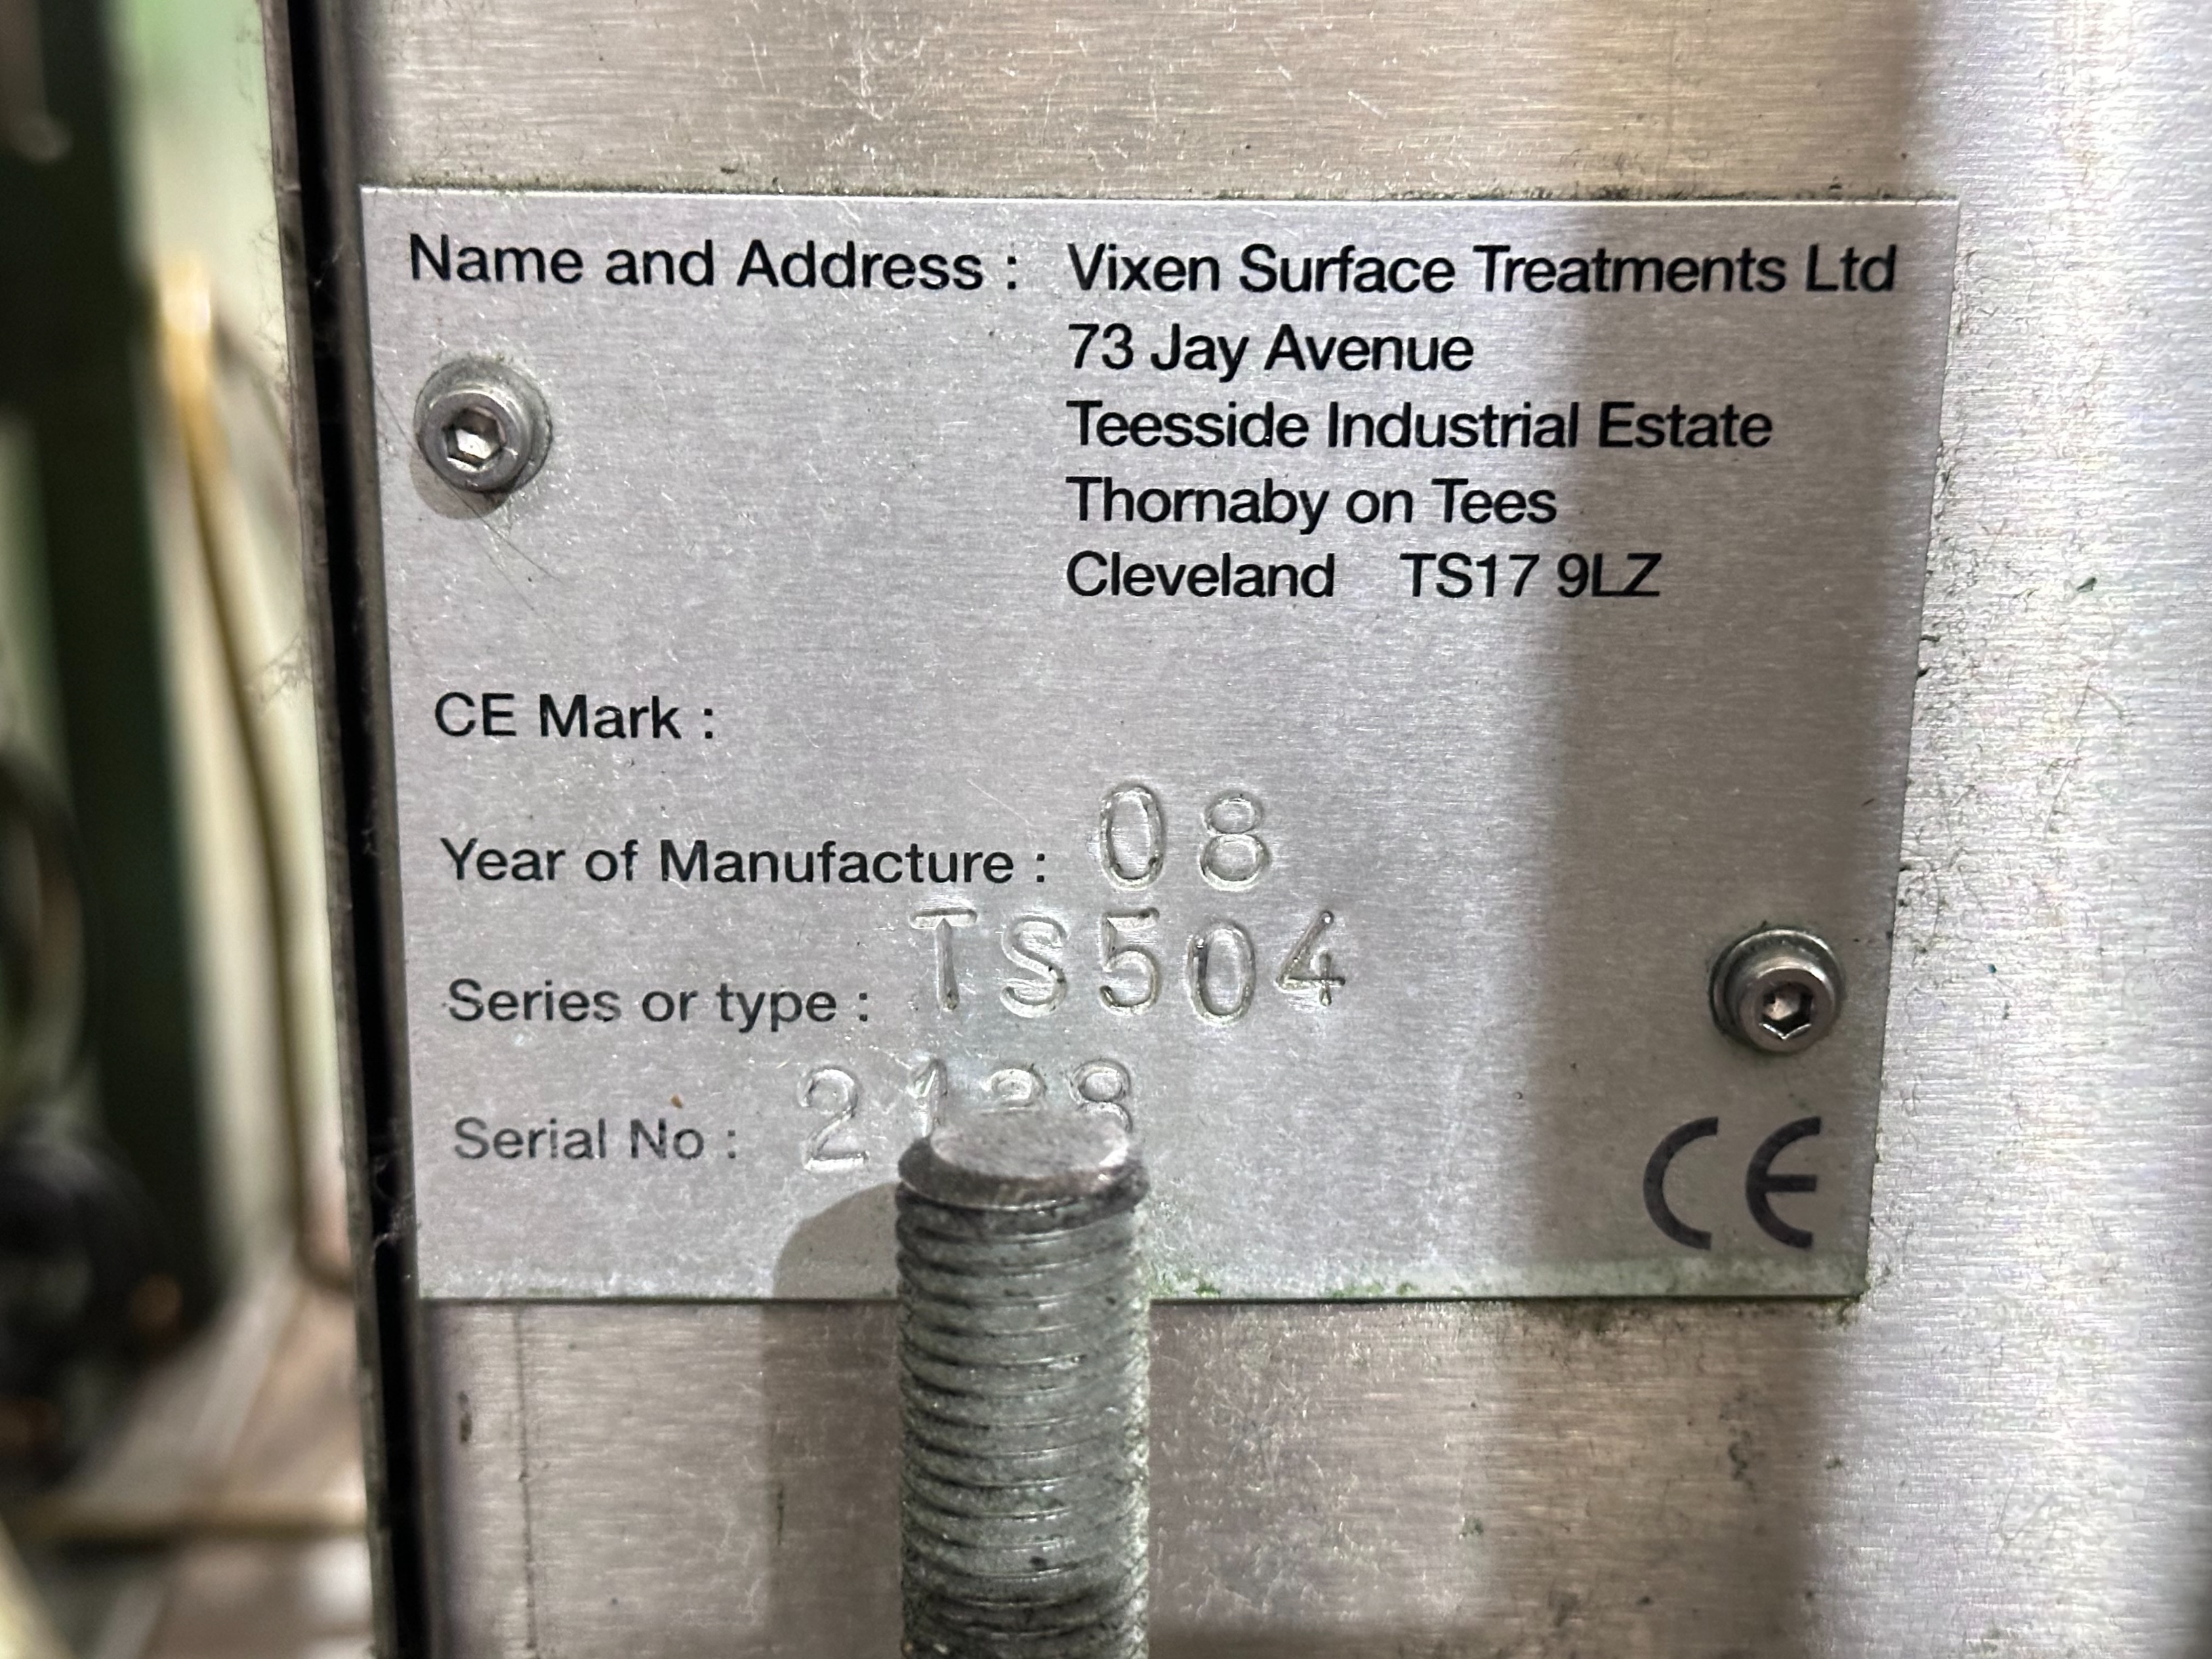 Name and Address : Vixen Surface Treatments Ltd
73 Jay Avenue
Teesside Industrial Estate
Thornaby on Tees
Cleveland TS17 9LZ
CE Mark :
Year of Manufacture : 08
Series or type : TS504
Serial No :
CE